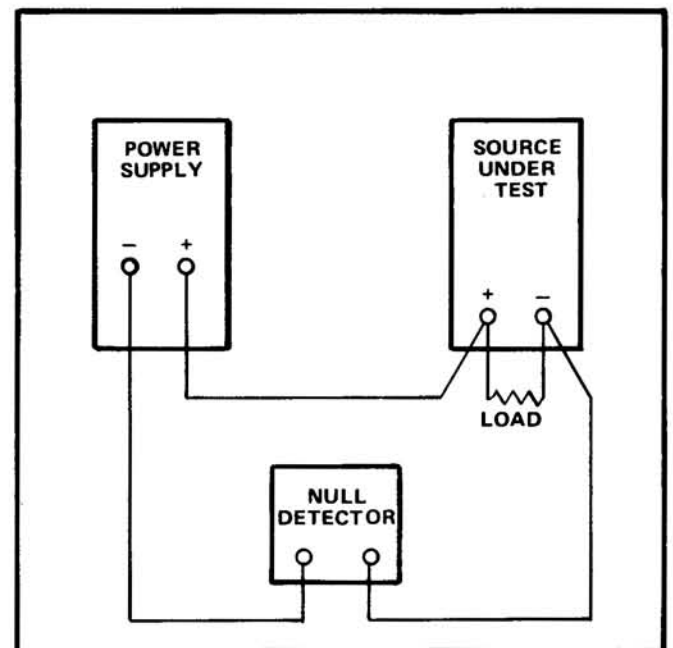 POWER
SUPPLY
− +
SOURCE
UNDER
TEST
+ −
LOAD
NULL
DETECTOR